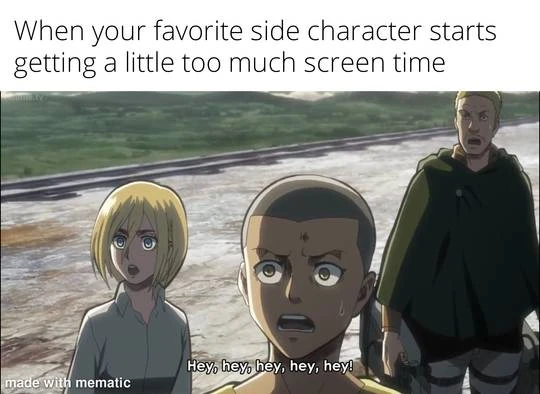 When your favorite side character starts
getting a little too much screen time
Hey, hey, hey, hey, hey!
made with mematic